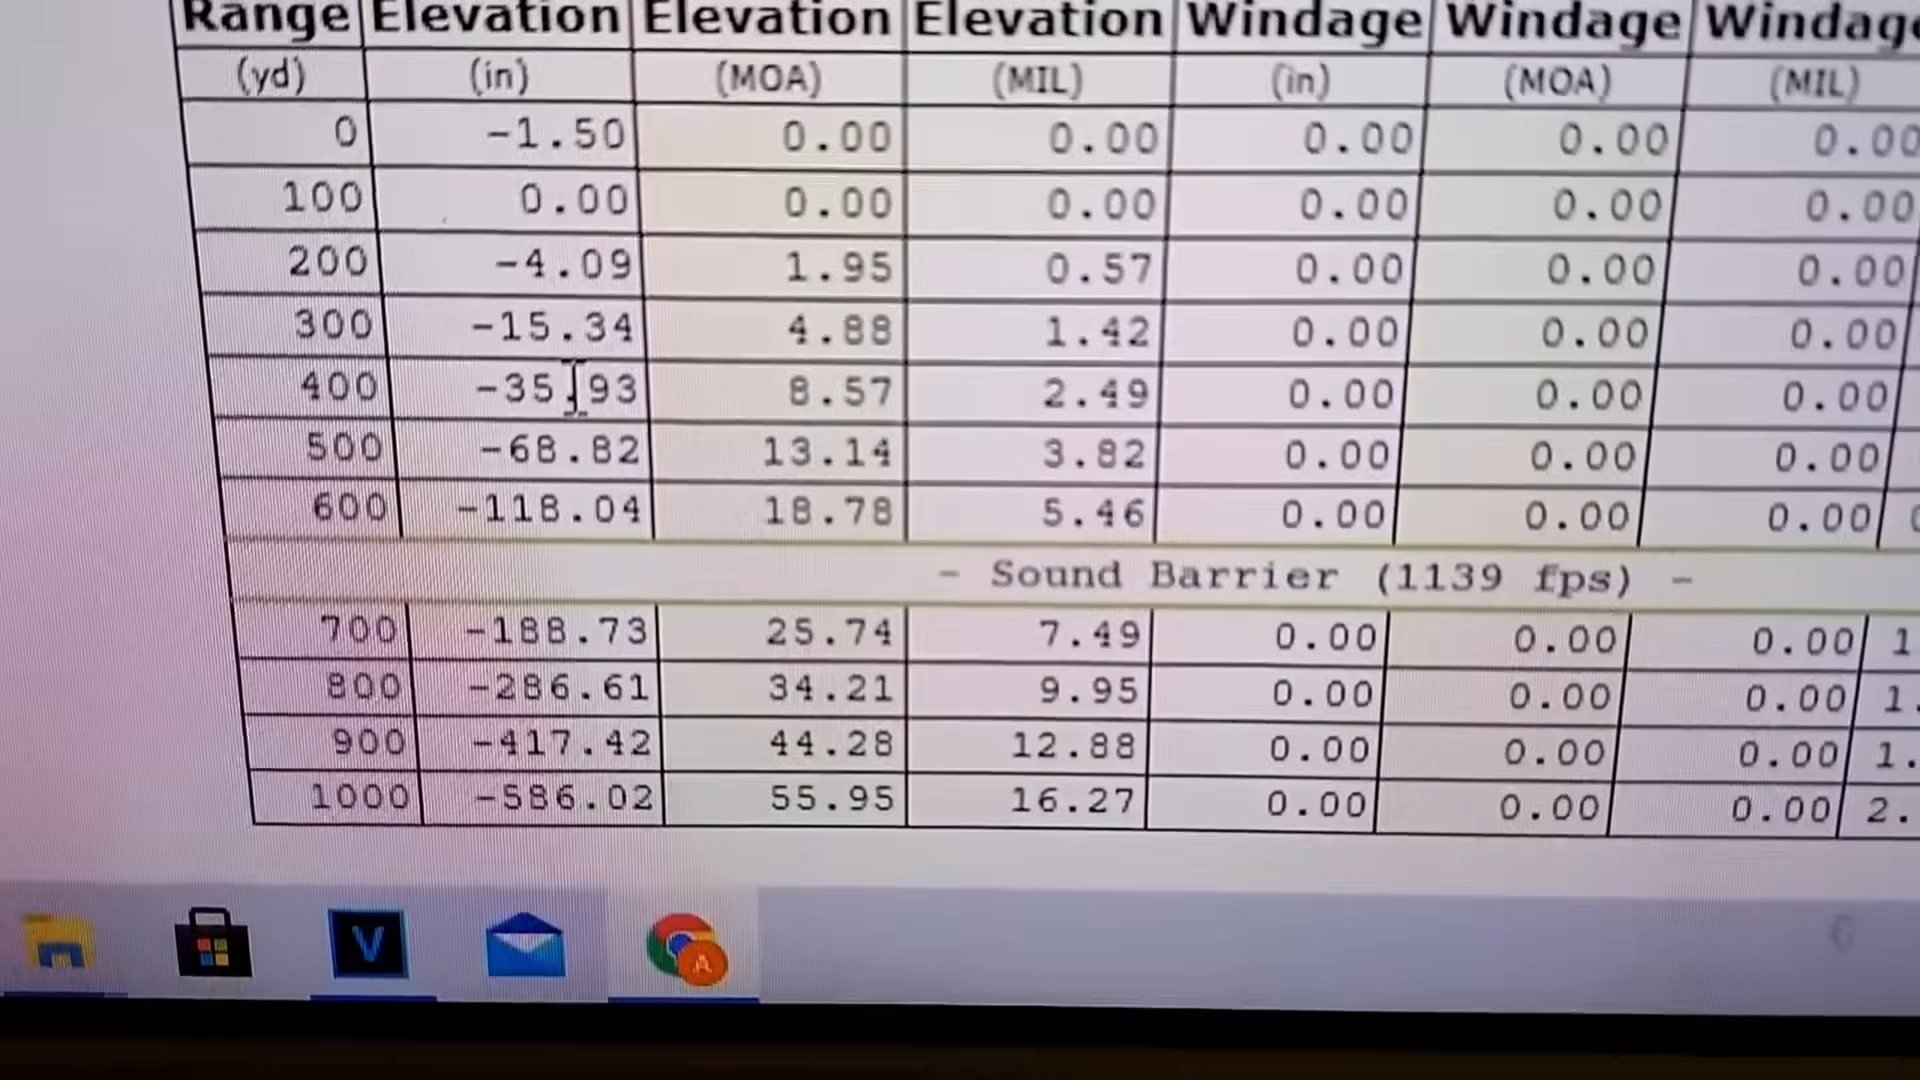 Range Elevation Elevation Elevation Windage Windage Windage
(yd) (in) (MOA) (MIL) (in) (MOA) (MIL)
0 -1.50 0.00 0.00 0.00 0.00 0.00
100 0.00 0.00 0.00 0.00 0.00 0.00
200 -4.09 1.95 0.57 0.00 0.00 0.00
300 -15.34 4.88 1.42 0.00 0.00 0.00
400 -35.93 8.57 2.49 0.00 0.00 0.00
500 -68.82 13.14 3.82 0.00 0.00 0.00
600 -118.04 18.78 5.46 0.00 0.00 0.00
- Sound Barrier (1139 fps) -
700 -188.73 25.74 7.49 0.00 0.00 0.00 1.
800 -286.61 34.21 9.95 0.00 0.00 0.00 1.
900 -417.42 44.28 12.88 0.00 0.00 0.00 1.
1000 -586.02 55.95 16.27 0.00 0.00 0.00 2.
V A